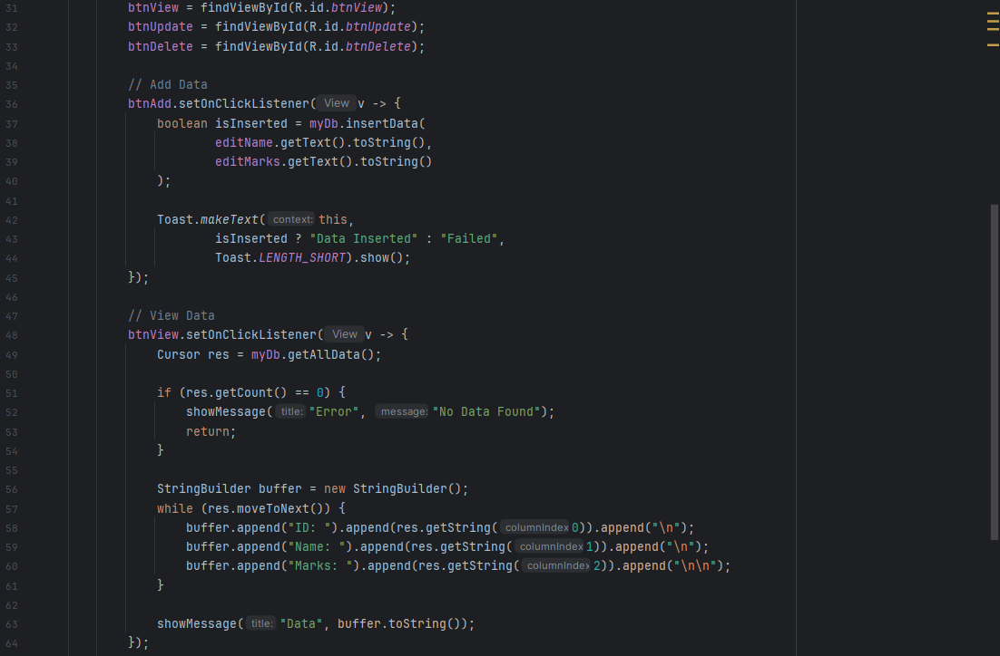 31 btnView = findViewById(R.id.btnView);
32 btnUpdate = findViewById(R.id.btnUpdate);
33 btnDelete = findViewById(R.id.btnDelete);
34
35 // Add Data
36 btnAdd.setOnClickListener( View v -> {
37 boolean isInserted = myDb.insertData(
38 editName.getText().toString(),
39 editMarks.getText().toString()
40 );
41
42 Toast.makeText( context: this,
43 isInserted ? "Data Inserted" : "Failed",
44 Toast.LENGTH_SHORT).show();
45 });
46
47 // View Data
48 btnView.setOnClickListener( View v -> {
49 Cursor res = myDb.getAllData();
50
51 if (res.getCount() == 0) {
52 showMessage( title: "Error", message: "No Data Found");
53 return;
54 }
55
56 StringBuilder buffer = new StringBuilder();
57 while (res.moveToNext()) {
58 buffer.append("ID: ").append(res.getString( columnIndex 0)).append("\n");
59 buffer.append("Name: ").append(res.getString( columnIndex 1)).append("\n");
60 buffer.append("Marks: ").append(res.getString( columnIndex 2)).append("\n\n");
61 }
62
63 showMessage( title: "Data", buffer.toString());
64 });